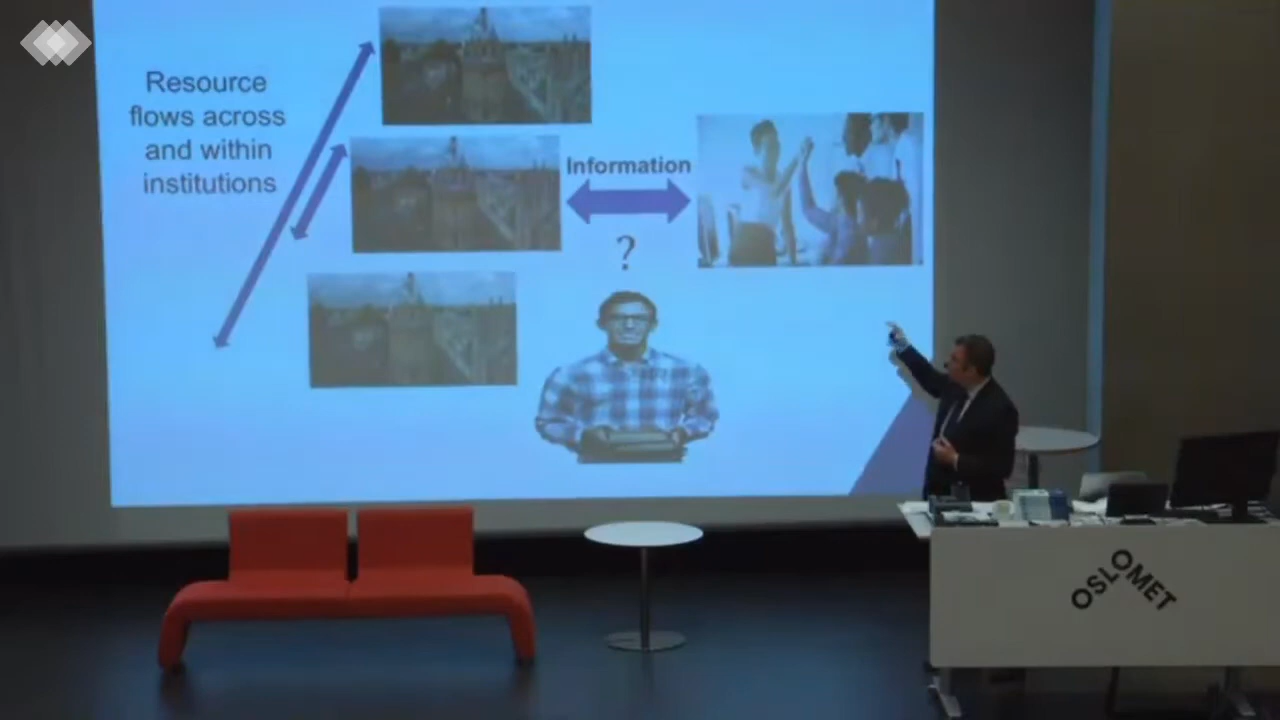 Resource
flows across
and within
institutions
Information
?
OSLOMET